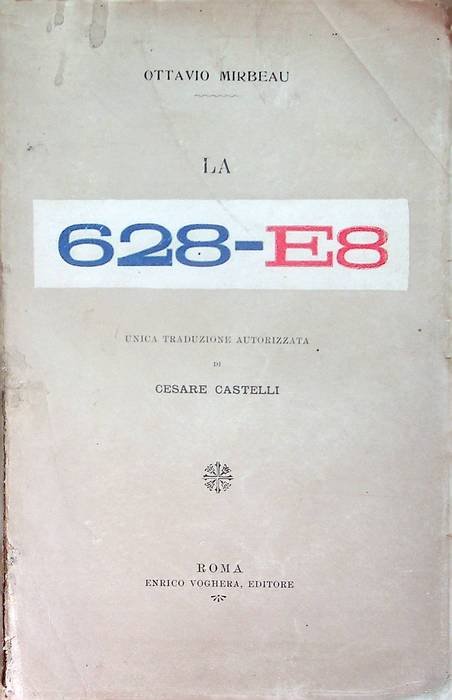 OTTAVIO MIRBEAU
LA
628-E8
UNICA TRADUZIONE AUTORIZZATA
DI
CESARE CASTELLI
ROMA
ENRICO VOGHERA, EDITORE